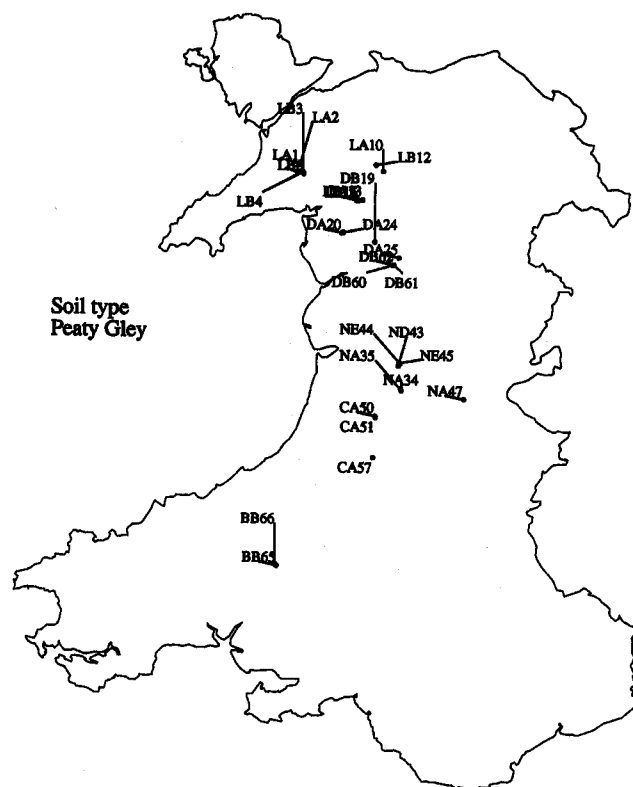 LB3
LA2
LA10
LA1
LB12
DB19
LB4
DA20
DA24
DA25
DB62
DB60
DB61
Soil type
Peaty Gley
NE44
ND43
NA35
NE45
NA34
NA47
CA50
CA51
CA57
BB66
BB65